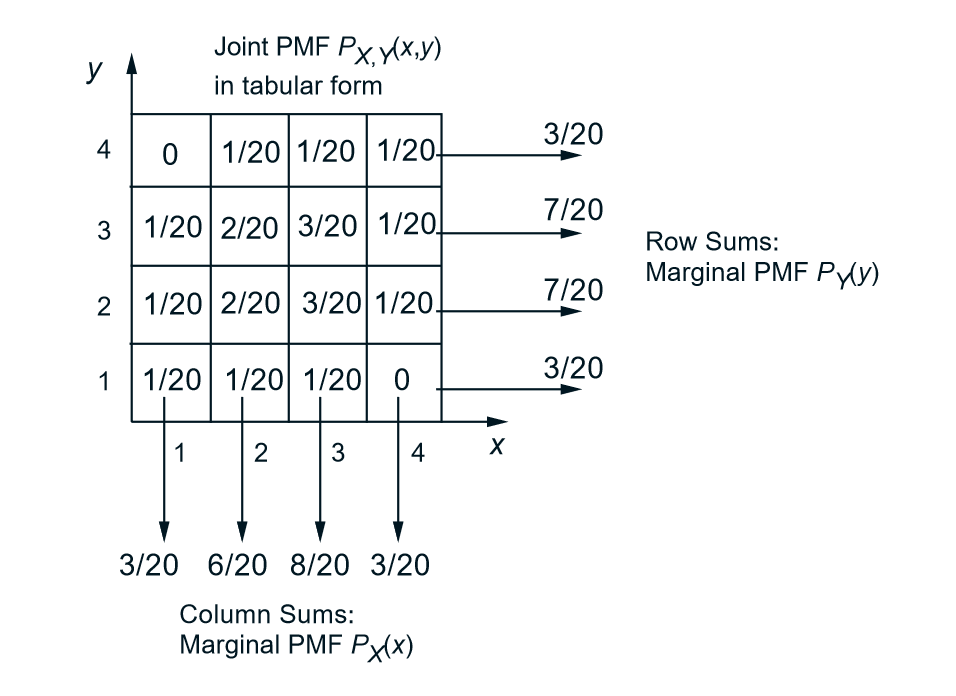 Joint PMF PX,Y(x,y)
in tabular form
y
4 0 1/20 1/20 1/20 3/20
3 1/20 2/20 3/20 1/20 7/20
2 1/20 2/20 3/20 1/20 7/20
1 1/20 1/20 1/20 0 3/20
Row Sums:
Marginal PMF PY(y)
1 2 3 4 x
3/20 6/20 8/20 3/20
Column Sums:
Marginal PMF PX(x)